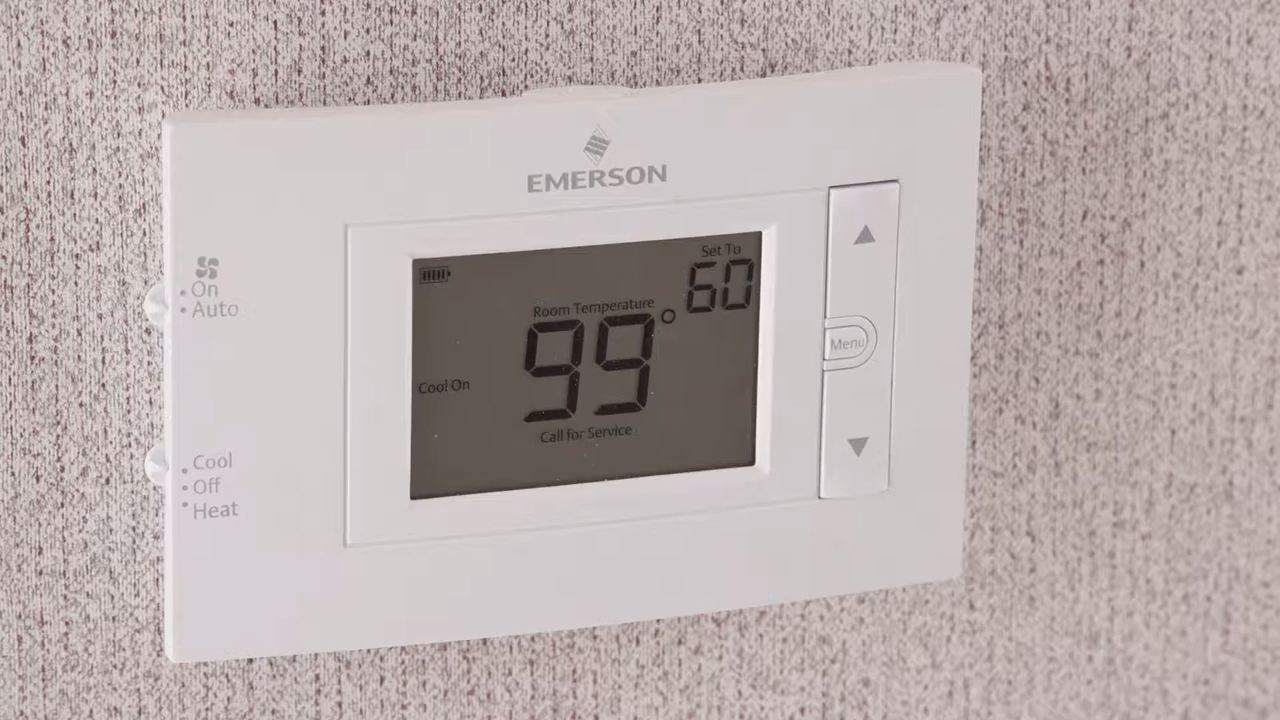 EMERSON
Set To
60
Room Temperature
99°
Cool On
Call for Service
On
Auto
Cool
Off
Heat
Menu